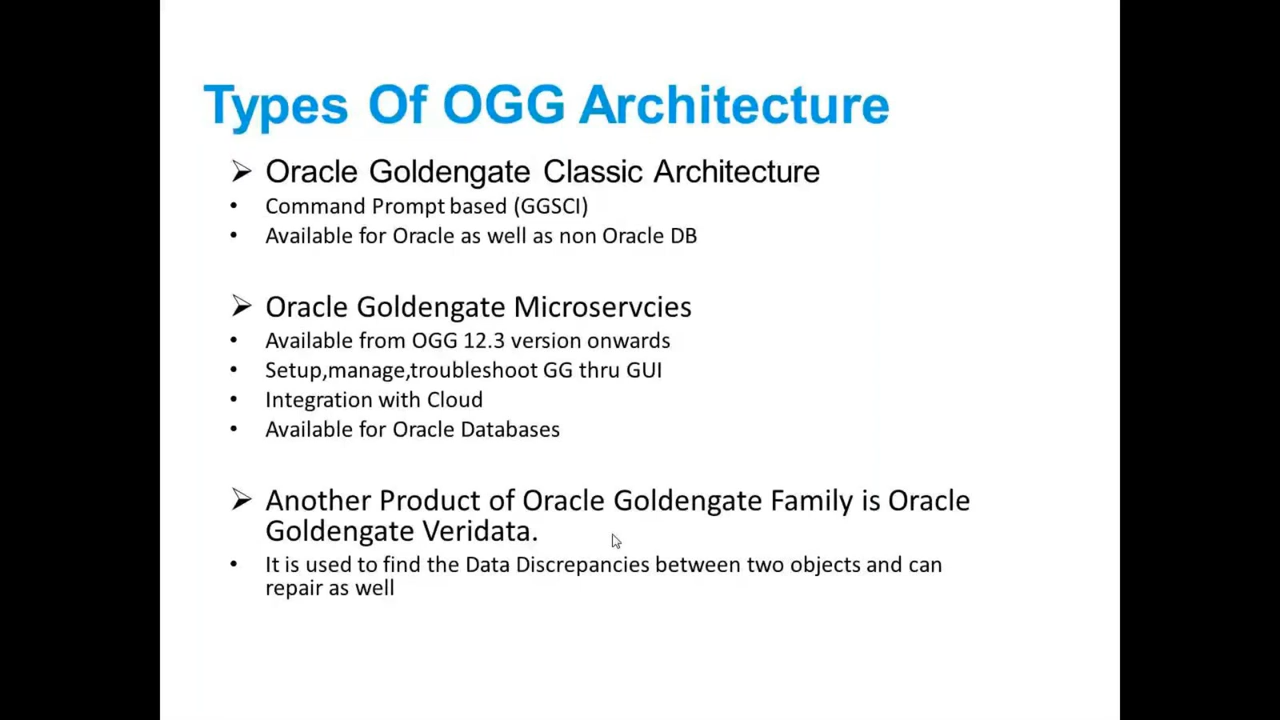 Types Of OGG Architecture
➢ Oracle Goldengate Classic Architecture
• Command Prompt based (GGSCI)
• Available for Oracle as well as non Oracle DB
➢ Oracle Goldengate Microservcies
• Available from OGG 12.3 version onwards
• Setup,manage,troubleshoot GG thru GUI
• Integration with Cloud
• Available for Oracle Databases
➢ Another Product of Oracle Goldengate Family is Oracle
Goldengate Veridata.
• It is used to find the Data Discrepancies between two objects and can
repair as well